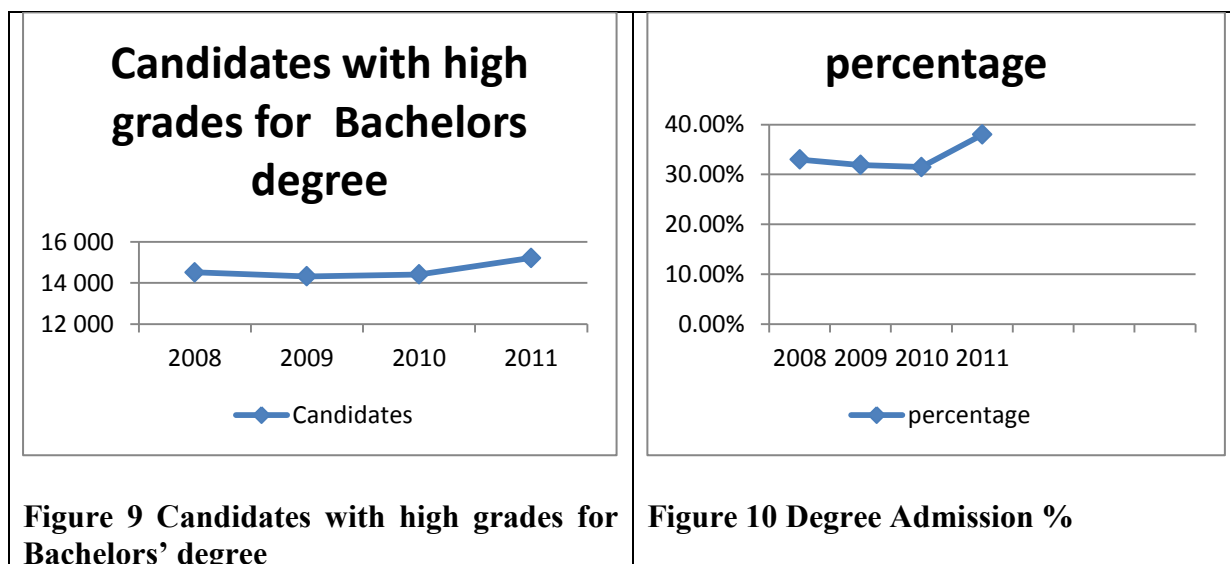 Candidates with high
grades for Bachelors
degree
16 000
14 000
12 000
2008 2009 2010 2011
Candidates
Figure 9 Candidates with high grades for
Bachelors' degree
percentage
40.00%
30.00%
20.00%
10.00%
0.00%
2008 2009 2010 2011
percentage
Figure 10 Degree Admission %